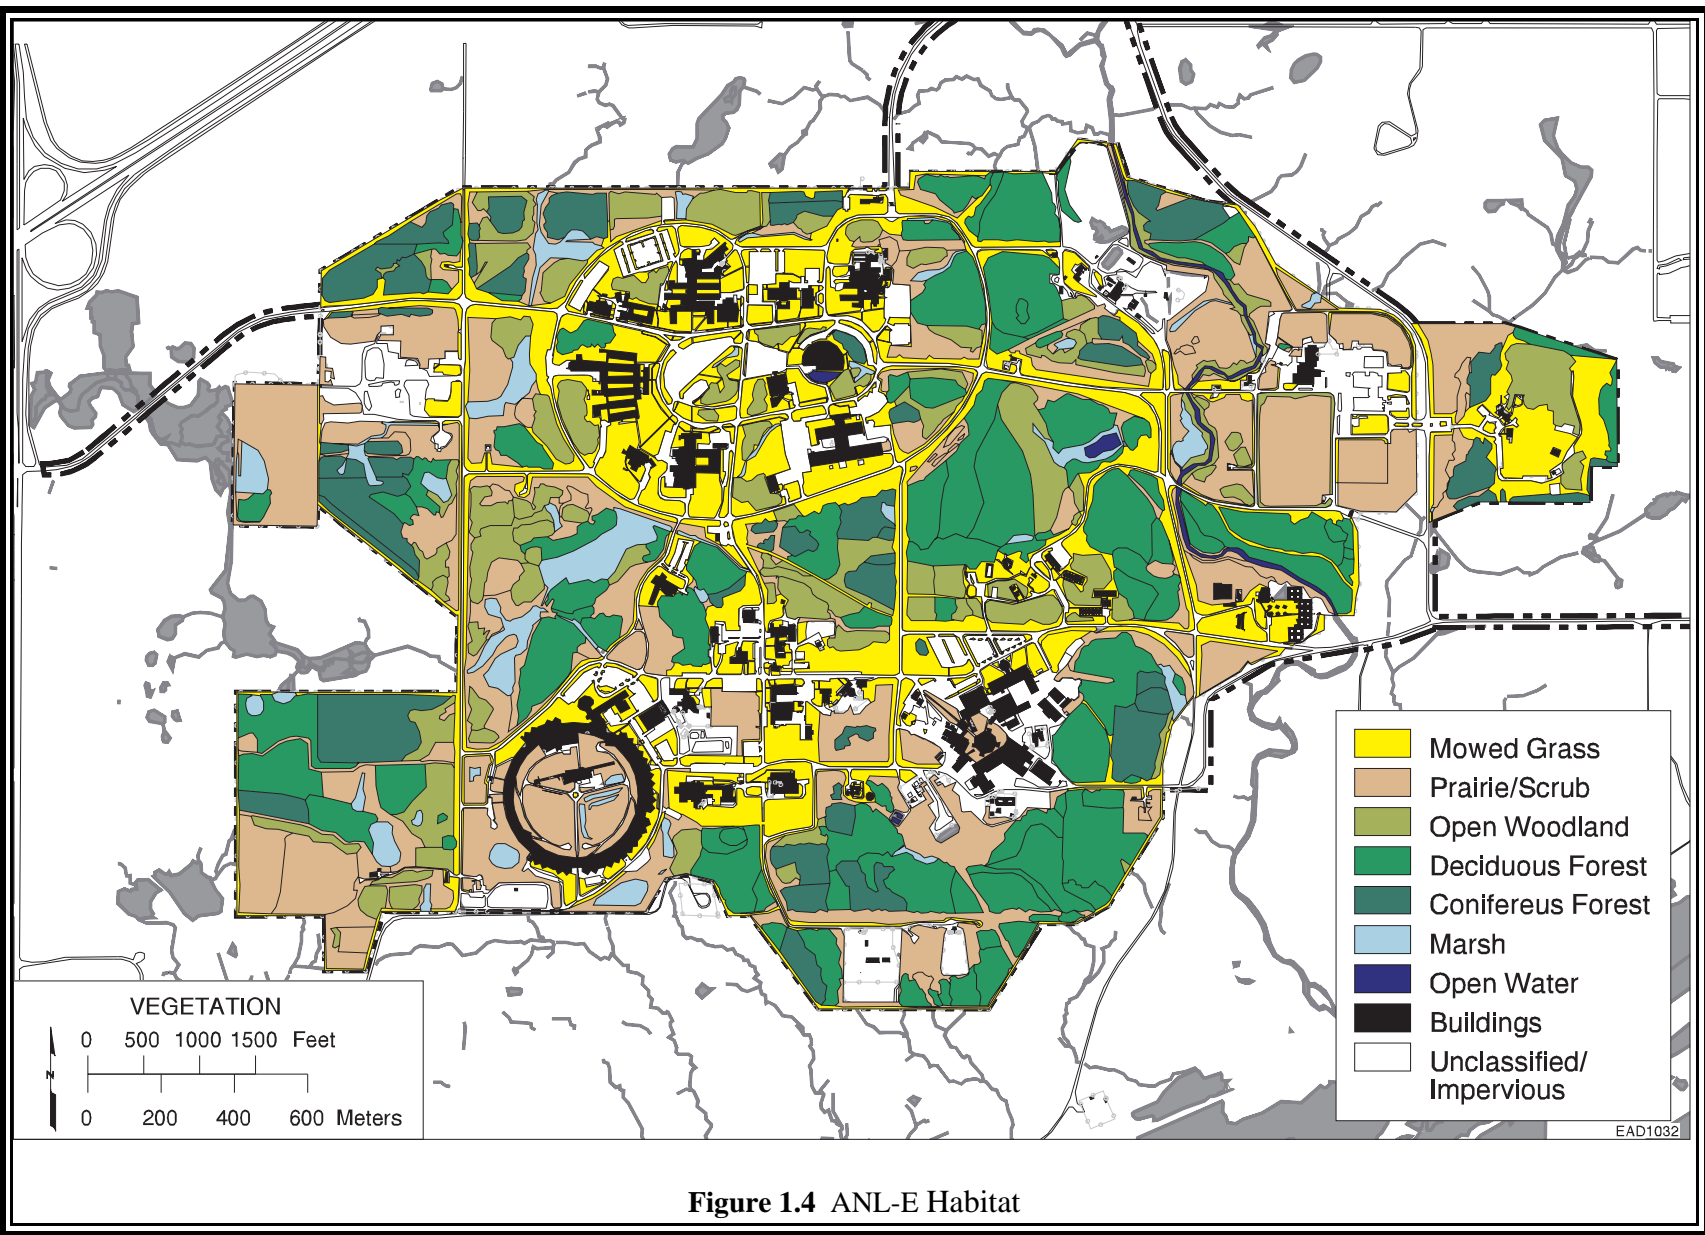 Mowed Grass
Prairie/Scrub
Open Woodland
Deciduous Forest
Conifereus Forest
Marsh
Open Water
Buildings
Unclassified/
Impervious
VEGETATION
0 500 1000 1500 Feet
N
0 200 400 600 Meters
EAD1032
Figure 1.4 ANL-E Habitat